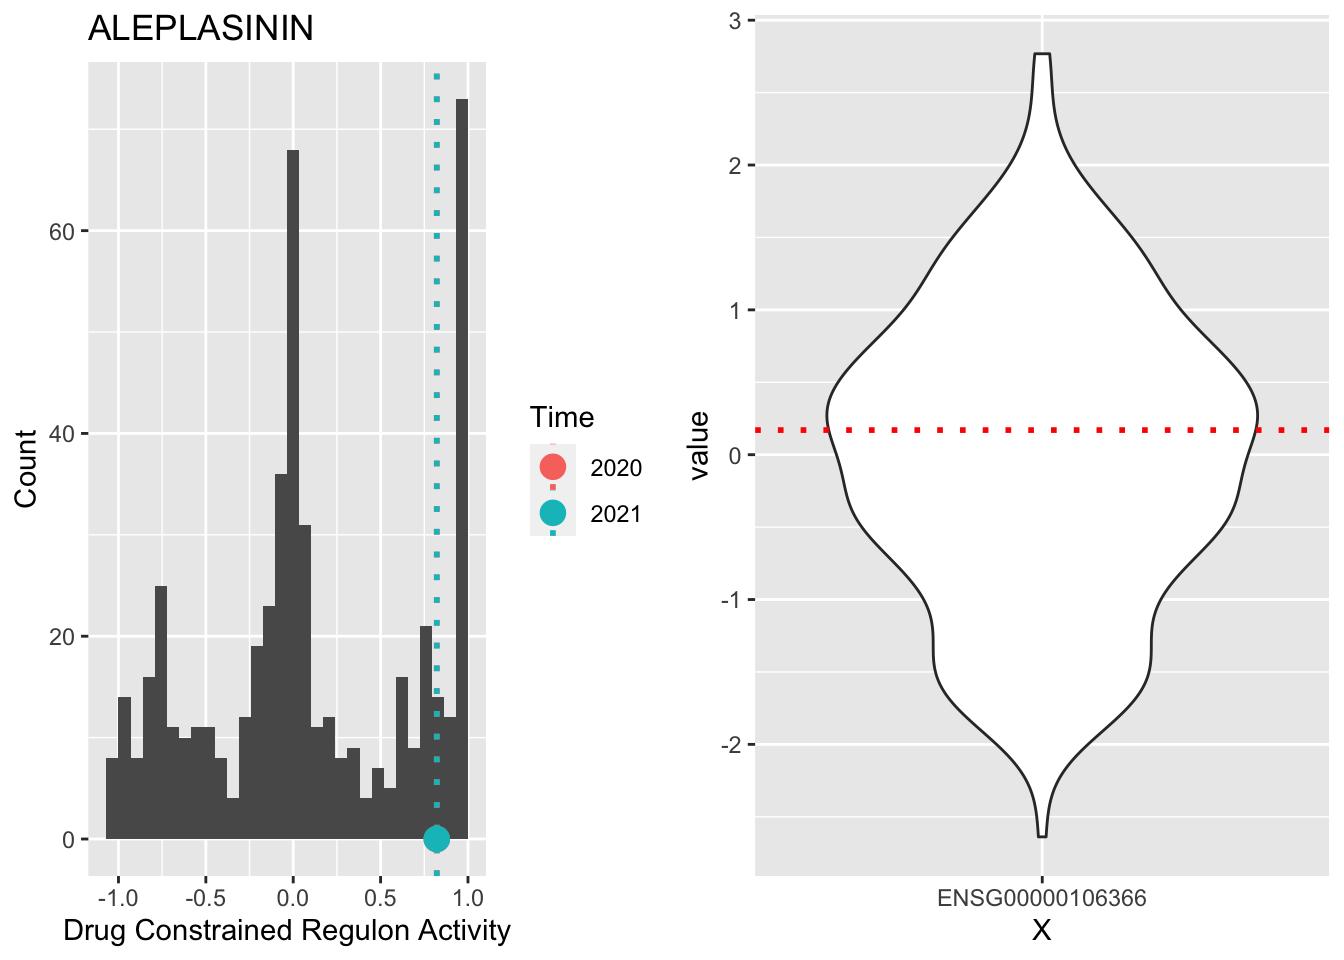 ALEPLASININ
Count
60
40
20
0
-1.0 -0.5 0.0 0.5 1.0
Drug Constrained Regulon Activity
Time
2020
2021
value
3
2
1
0
-1
-2
ENSG00000106366
X